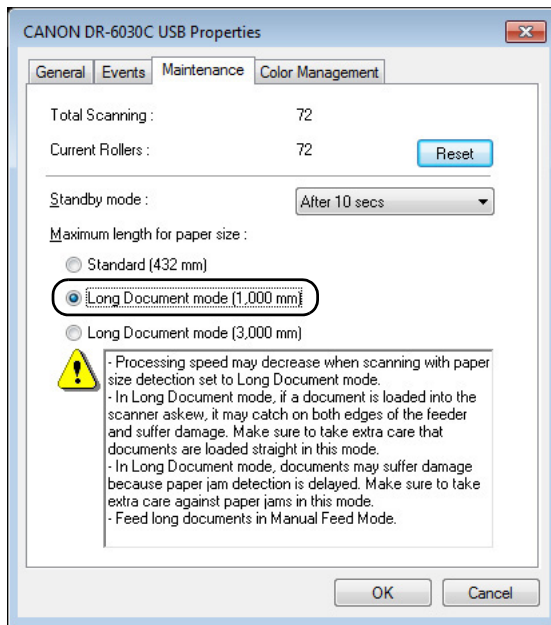 CANON DR-6030C USB Properties
General Events Maintenance Color Management
Total Scanning : 72
Current Rollers : 72 Reset
Standby mode : After 10 secs
Maximum length for paper size :
Standard (432 mm)
Long Document mode (1,000 mm)
Long Document mode (3,000 mm)
- Processing speed may decrease when scanning with paper
size detection set to Long Document mode.
- In Long Document mode, if a document is loaded into the
scanner askew, it may catch on both edges of the feeder
and suffer damage. Make sure to take extra care that
documents are loaded straight in this mode.
- In Long Document mode, documents may suffer damage
because paper jam detection is delayed. Make sure to take
extra care against paper jams in this mode.
- Feed long documents in Manual Feed Mode.
OK Cancel